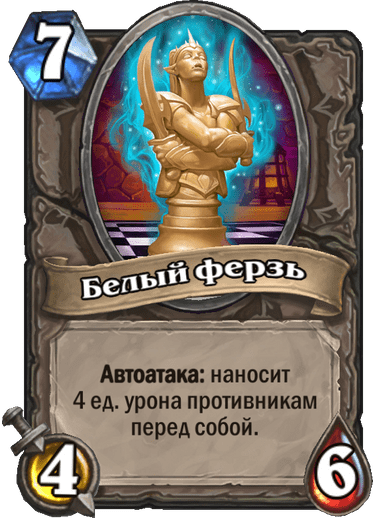 7
Белый ферзь
Автоатака: наносит
4 ед. урона противникам
перед собой.
4
6